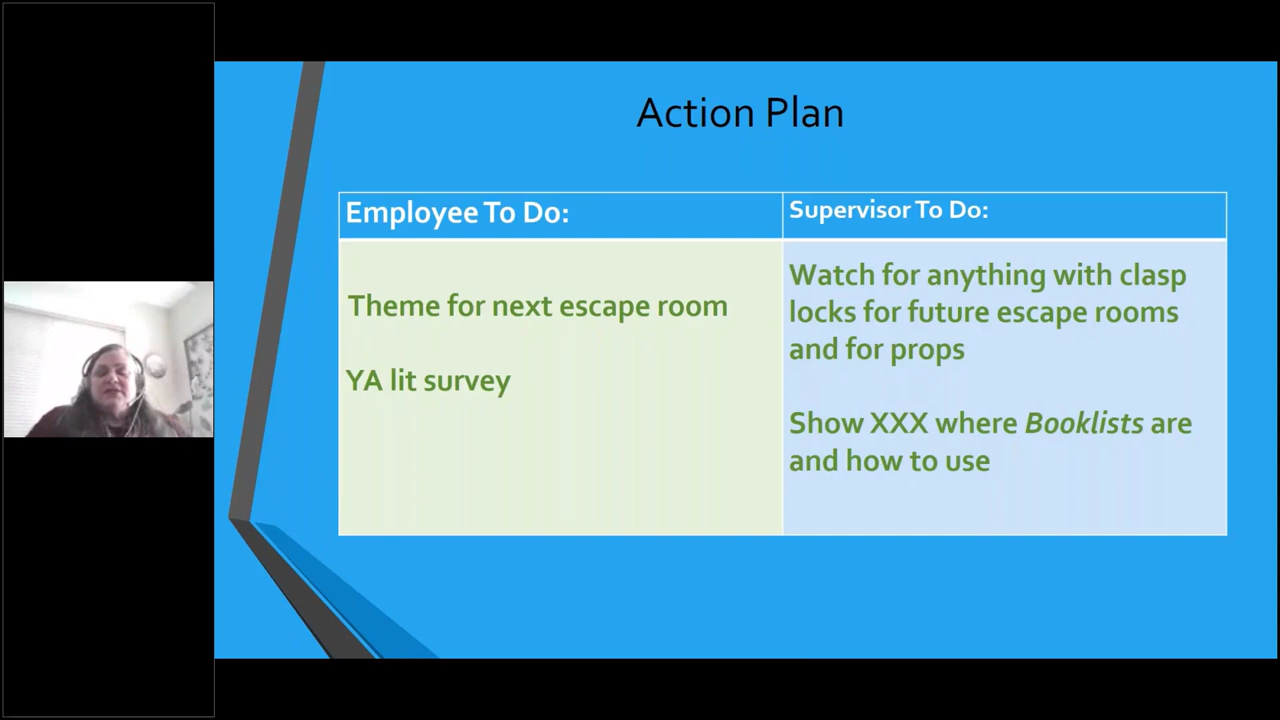 Action Plan
Employee To Do:
Supervisor To Do:
Theme for next escape room
YA lit survey
Watch for anything with clasp
locks for future escape rooms
and for props
Show XXX where Booklists are
and how to use